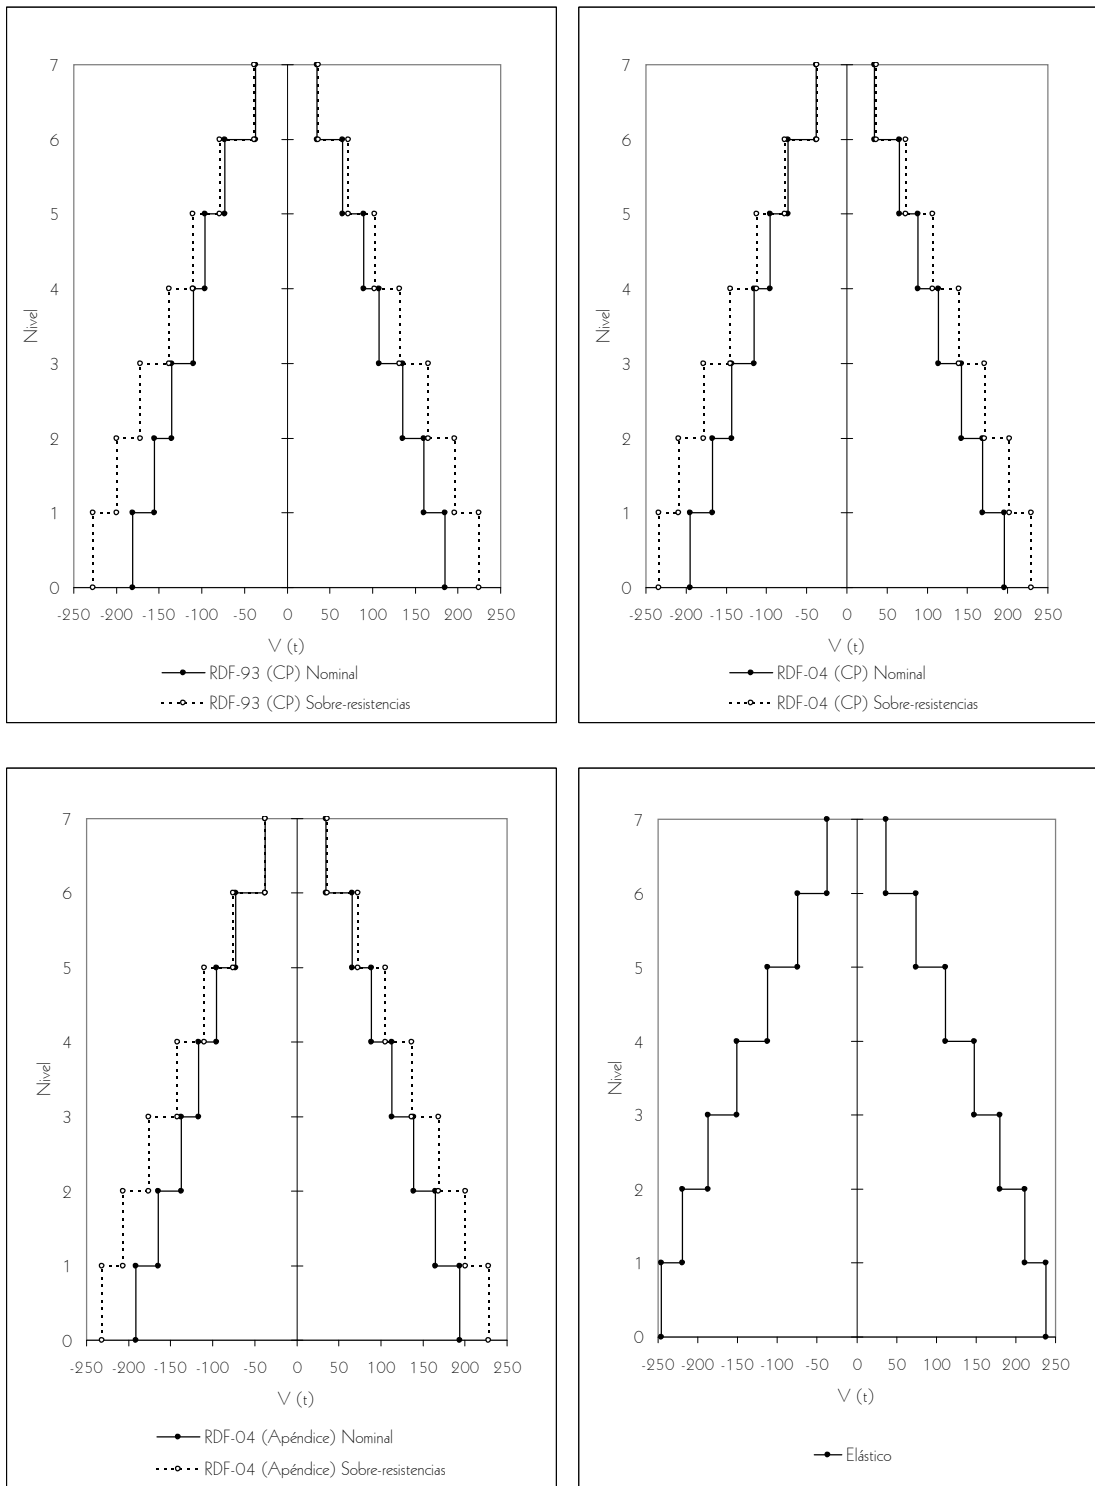 7
6
5
4
3
2
1
0
Nivel
-250 -200 -150 -100 -50 0 50 100 150 200 250
V (t)
RDF-93 (CP) Nominal
RDF-93 (CP) Sobre-resistencias
7
6
5
4
3
2
1
0
Nivel
-250 -200 -150 -100 -50 0 50 100 150 200 250
V (t)
RDF-04 (CP) Nominal
RDF-04 (CP) Sobre-resistencias
7
6
5
4
3
2
1
0
Nivel
-250 -200 -150 -100 -50 0 50 100 150 200 250
V (t)
RDF-04 (Apéndice) Nominal
RDF-04 (Apéndice) Sobre-resistencias
7
6
5
4
3
2
1
0
Nivel
-250 -200 -150 -100 -50 0 50 100 150 200 250
V (t)
Elástico